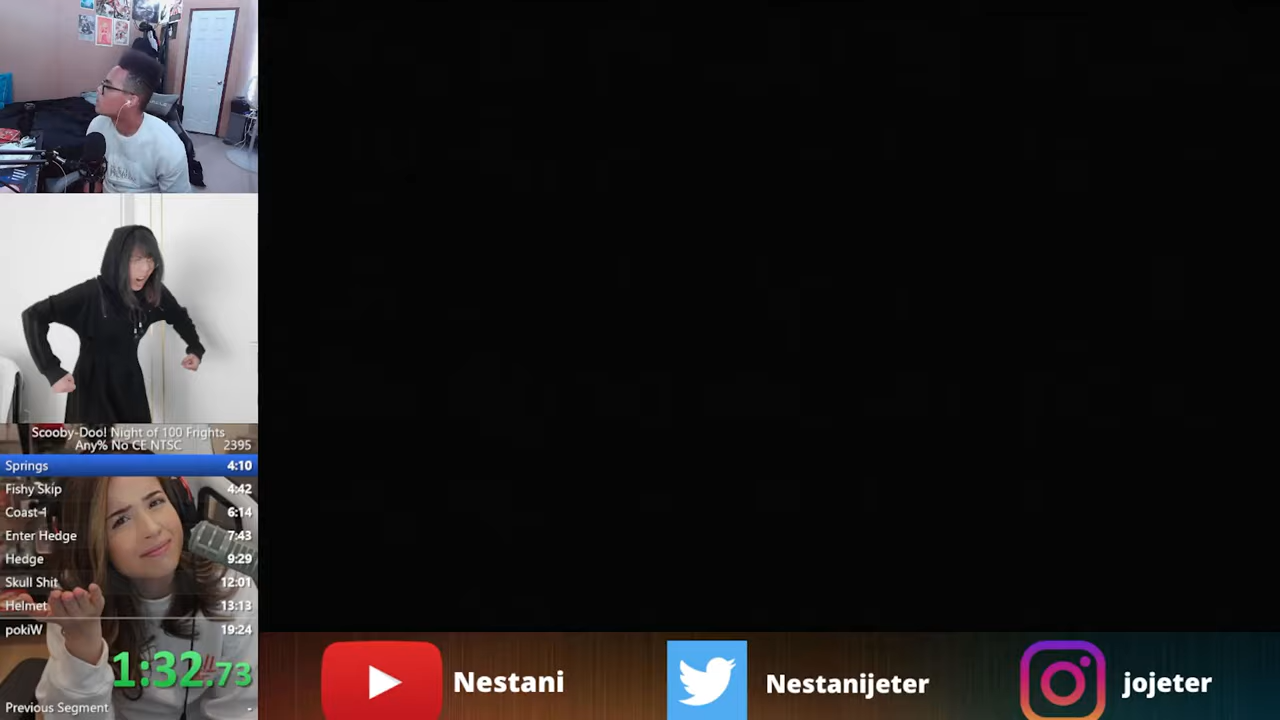 Scooby-Doo! Night of 100 Frights
Any% No CE NTSC 2395
Springs 4:10
Fishy Skip 4:42
Coast 1 6:14
Enter Hedge 7:43
Hedge 9:29
Skull Shit 12:01
Helmet 13:13
pokiW 19:24
1:32.73
Previous Segment -
Nestani
Nestanijeter
jojeter